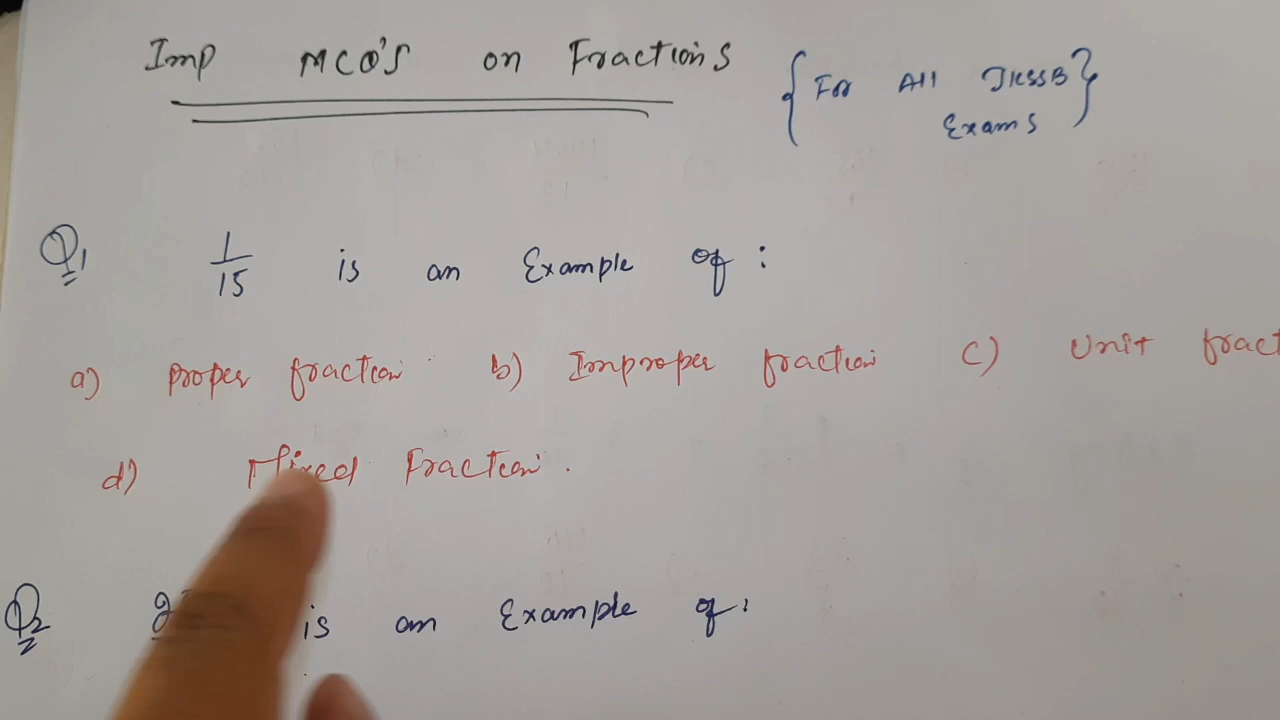 Imp MCQ'S on Fractions {For All JKSSB
Exams}
Q1 1/15 is an Example of :
a) Proper fraction b) Improper fraction c) Unit fract
d) Mixed Fraction.
Q2 is an Example of :